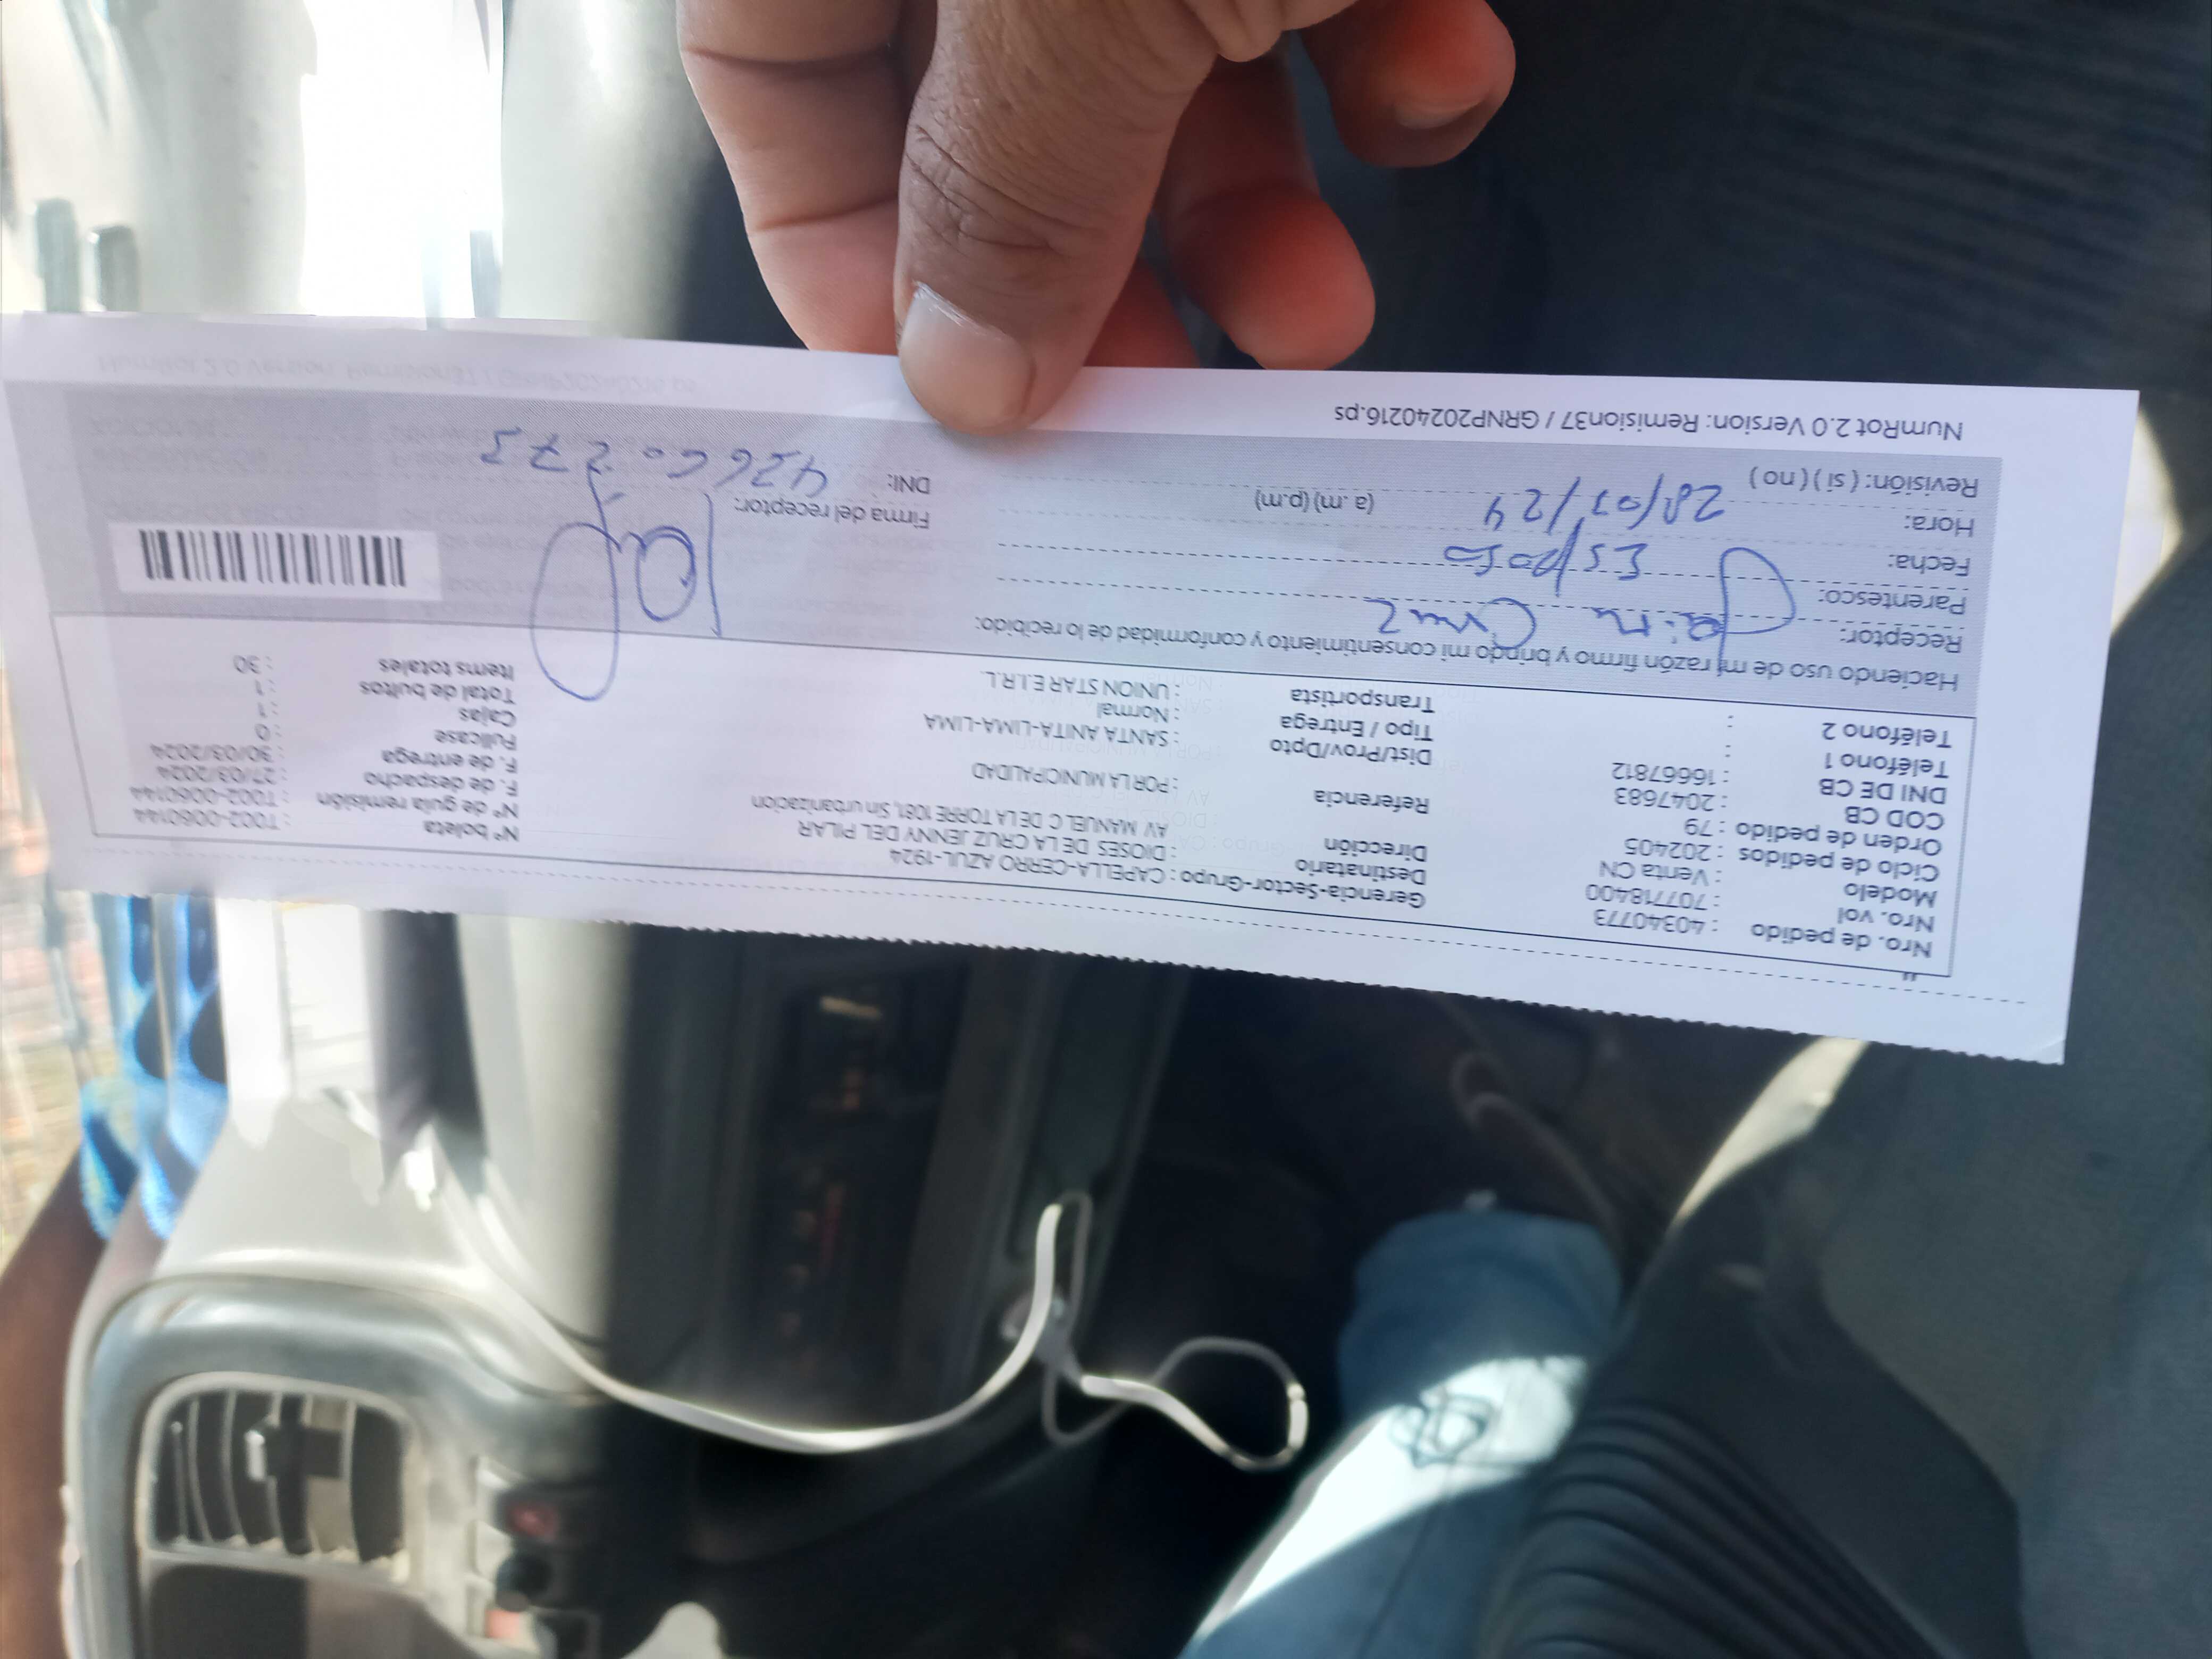 Nro. de pedido : 40340773
Nro. vol : 707718400
Modelo : Venta CN
Ciclo de pedidos : 202405
Orden de pedido : 79
COD CB : 2047683
DNI DE CB : 16667812
Teléfono 1 :
Teléfono 2 :
Gerencia-Sector-Grupo : CAPELLA-CERRO AZUL-1924
Destinatario : DIOSES DE LA CRUZ JENNY DEL PILAR
Dirección AV MANUEL C DE LA TORRE 1081, Sin urbanizacion
Referencia : POR LA MUNICIPALIDAD
Dist/Prov/Dpto : SANTA ANITA-LIMA-LIMA
Tipo / Entrega : Normal
Transportista : UNION STAR E.I.R.L.
Nº boleta : T002-0060144
Nº de guía remisión : T002-0060144
F. de despacho : 27/03/2024
F. de entrega : 30/03/2024
Fullcase : 0
Cajas : 1
Total de bultos : 1
Items totales : 30
Haciendo uso de mi razón firmo y brindo mi consentimiento y conformidad de lo recibido:
Receptor: Cruz
Parentesco: Esposo
Fecha:
Hora: (a .m) (p.m)
Revisión: ( si ) ( no )
Firma del receptor:
DNI:
NumRot 2.0 Version: Remision37 / GRNP20240216.ps